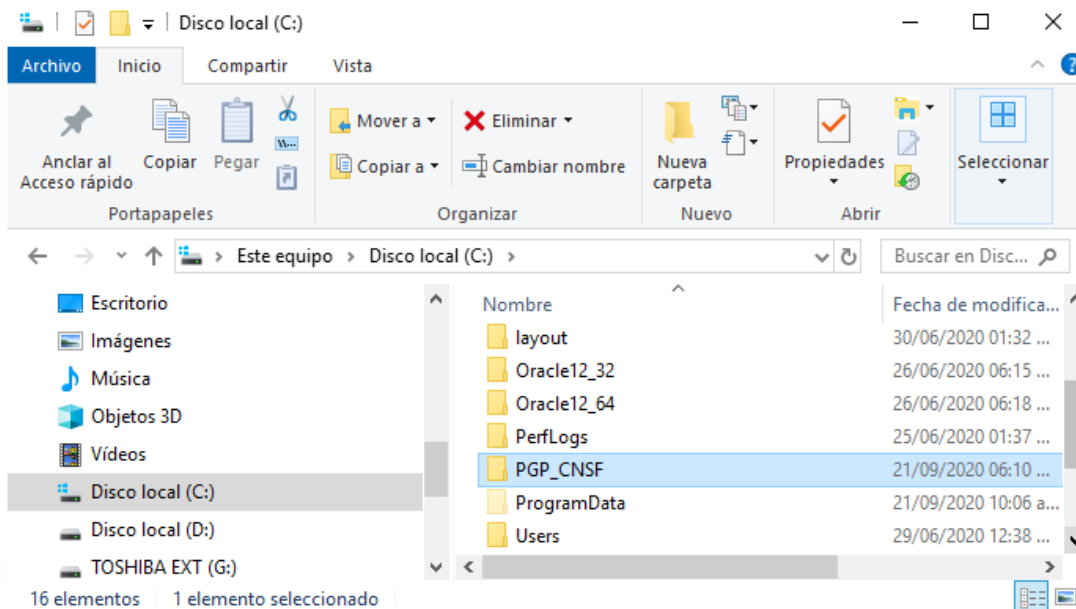 Disco local (C:)
Archivo Inicio Compartir Vista
Anclar al Acceso rápido Copiar Pegar Mover a Copiar a Eliminar Cambiar nombre Nueva carpeta Propiedades Seleccionar
Portapapeles Organizar Nuevo Abrir
Este equipo > Disco local (C:) > Buscar en Disc...
Escritorio
Imágenes
Música
Objetos 3D
Vídeos
Disco local (C:)
Disco local (D:)
TOSHIBA EXT (G:)
Nombre Fecha de modifica...
layout 30/06/2020 01:32 ...
Oracle12_32 26/06/2020 06:15 ...
Oracle12_64 26/06/2020 06:18 ...
PerfLogs 25/06/2020 01:37 ...
PGP_CNSF 21/09/2020 06:10 ...
ProgramData 21/09/2020 10:06 a...
Users 29/06/2020 12:38 ...
16 elementos 1 elemento seleccionado